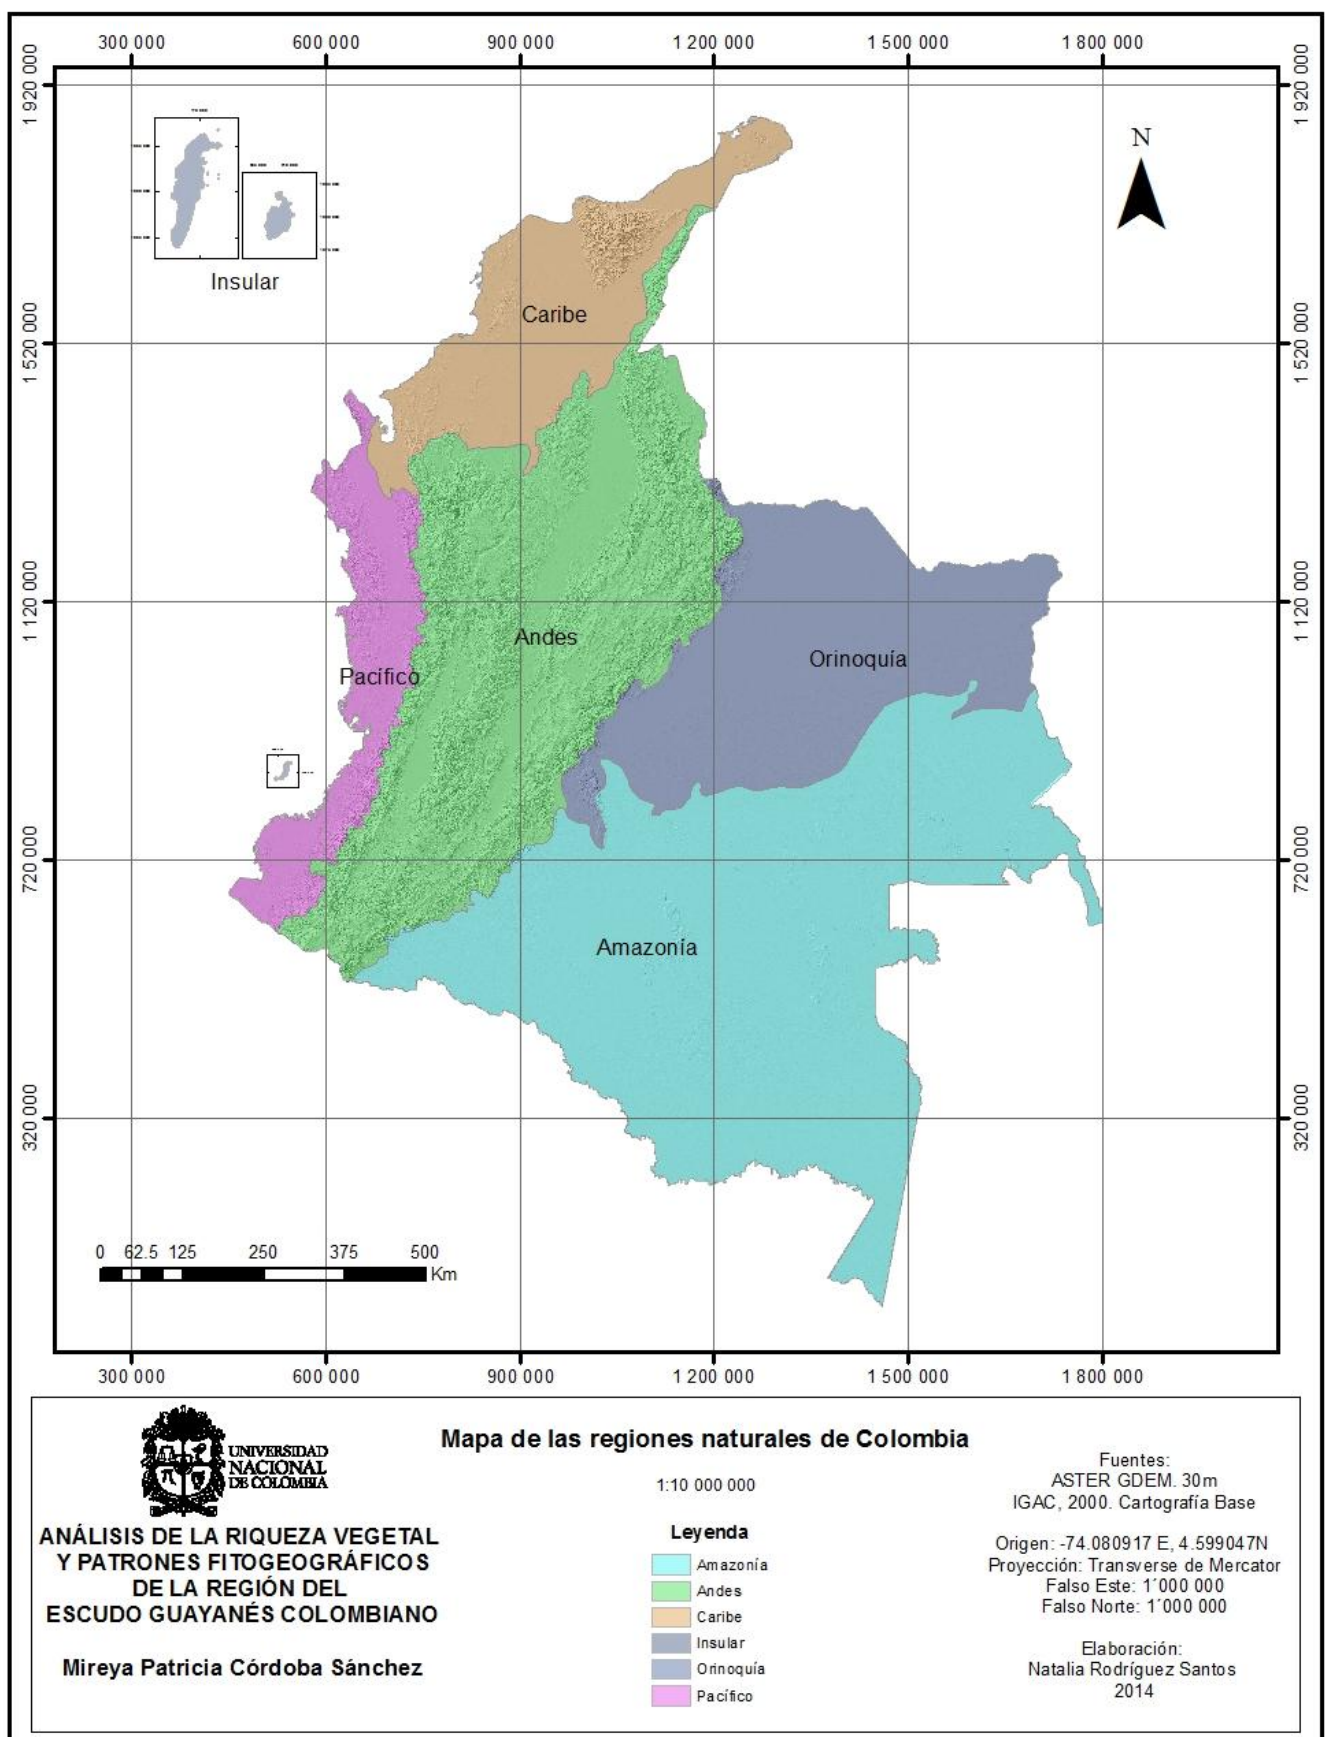 300 000 600 000 900 000 1 200 000 1 500 000 1 800 000
1 920 000 1 920 000
N
Insular
Caribe
1 520 000 1 520 000
1 120 000 1 120 000
Andes
Orinoquía
Pacífico
720 000 720 000
Amazonía
320 000 320 000
0 62.5 125 250 375 500
Km
300 000 600 000 900 000 1 200 000 1 500 000 1 800 000
UNIVERSIDAD
NACIONAL
DE COLOMBIA
ANÁLISIS DE LA RIQUEZA VEGETAL
Y PATRONES FITOGEOGRÁFICOS
DE LA REGIÓN DEL
ESCUDO GUAYANÉS COLOMBIANO
Mireya Patricia Córdoba Sánchez
Mapa de las regiones naturales de Colombia
1:10 000 000
Leyenda
Amazonía
Andes
Caribe
Insular
Orinoquía
Pacífico
Fuentes:
ASTER GDEM. 30m
IGAC, 2000. Cartografía Base
Origen: -74.080917 E, 4.599047N
Proyección: Transverse de Mercator
Falso Este: 1´000 000
Falso Norte: 1´000 000
Elaboración:
Natalia Rodríguez Santos
2014